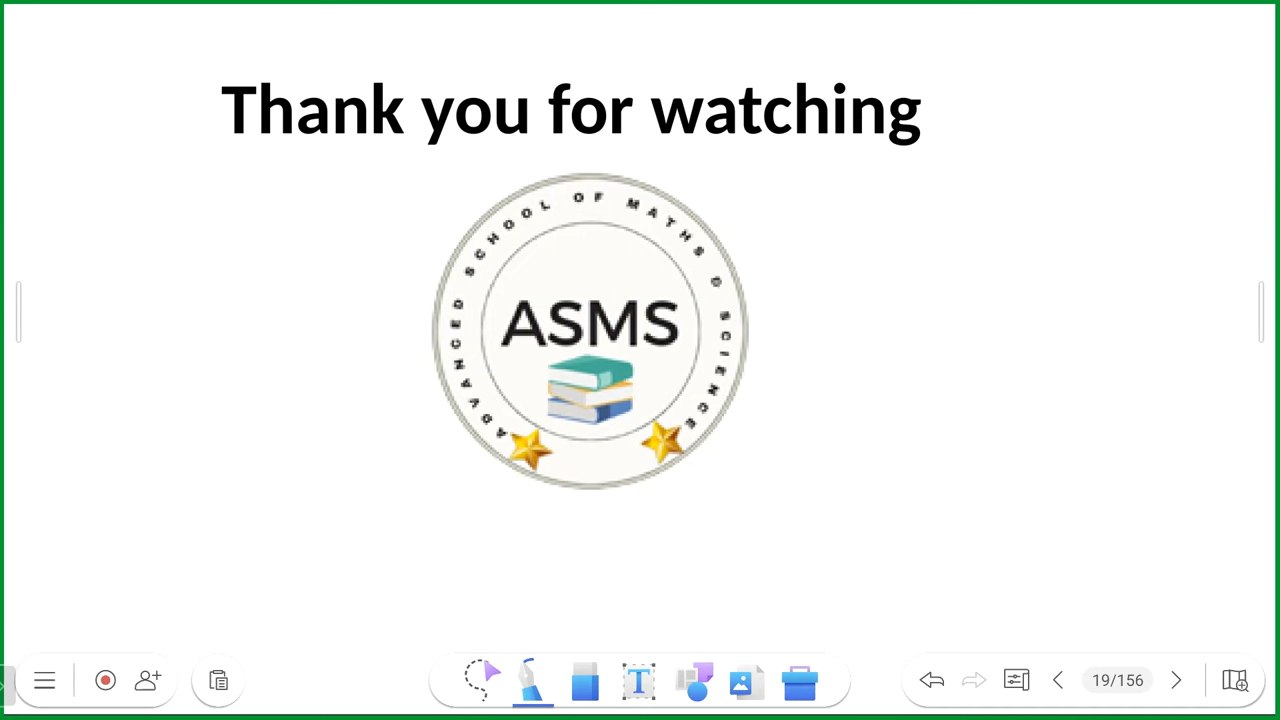 Thank you for watching
ADVANCED SCHOOL OF MATHS & SCIENCE
ASMS
T
19/156